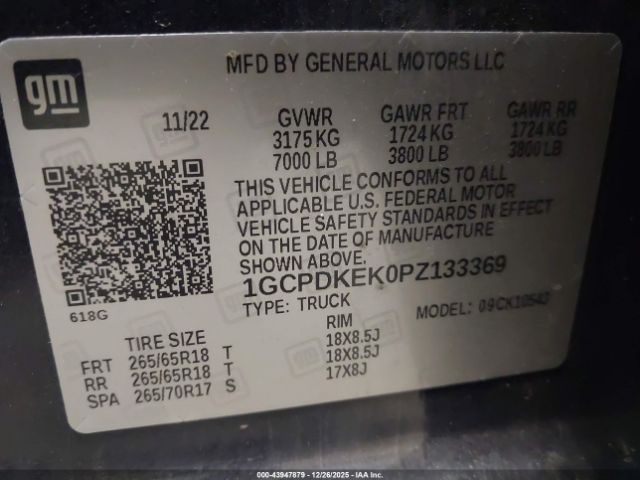 gm
MFD BY GENERAL MOTORS LLC
11/22 GVWR GAWR FRT GAWR RR
3175 KG 1724 KG 1724 KG
7000 LB 3800 LB 3800 LB
THIS VEHICLE CONFORMS TO ALL
APPLICABLE U.S. FEDERAL MOTOR
VEHICLE SAFETY STANDARDS IN EFFECT
ON THE DATE OF MANUFACTURE
SHOWN ABOVE.
1GCPDKEK0PZ133369
618G TYPE: TRUCK MODEL: 09CK10543
TIRE SIZE RIM
FRT 265/65R18 T 18X8.5J
RR 265/65R18 T 18X8.5J
SPA 265/70R17 S 17X8J
© 000-43947879 - 12/26/2025 - IAA Inc.